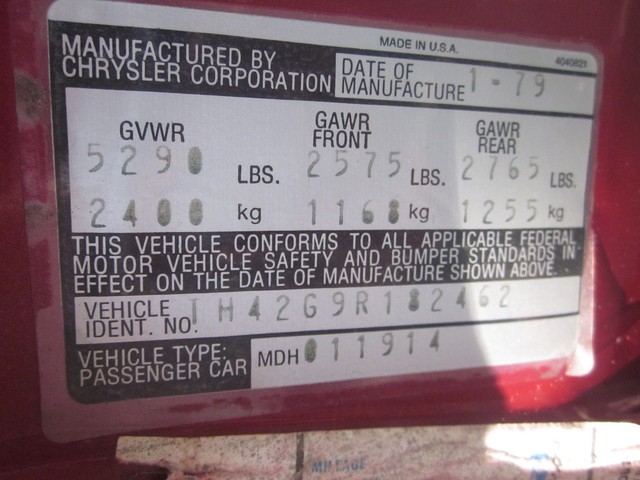 MADE IN U.S.A.
4040821
MANUFACTURED BY
CHRYSLER CORPORATION
DATE OF
MANUFACTURE 1-79
GVWR
5290 LBS.
2400 kg
GAWR
FRONT
2575 LBS.
1168 kg
GAWR
REAR
2765 LBS.
1255 kg
THIS VEHICLE CONFORMS TO ALL APPLICABLE FEDERAL
MOTOR VEHICLE SAFETY AND BUMPER STANDARDS IN
EFFECT ON THE DATE OF MANUFACTURE SHOWN ABOVE.
VEHICLE
IDENT. NO. TH42G9R182462
VEHICLE TYPE:
PASSENGER CAR
MDH 011914
MILEAGE